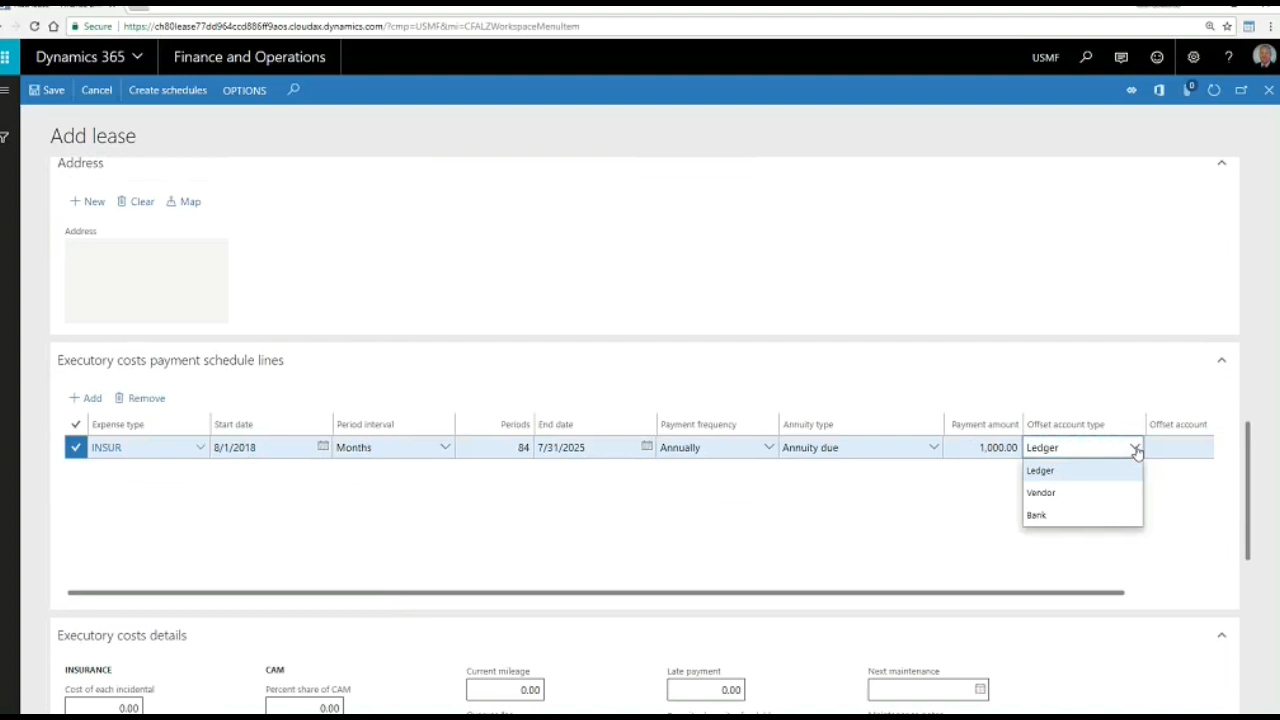 Secure https://ch80lease77dd964ccd886ff9aos.cloudax.dynamics.com/?cmp=USMF&mi=CFALZWorkspaceMenuItem
Dynamics 365 Finance and Operations USMF ?
Save Cancel Create schedules OPTIONS 0
Add lease
Address
+ New Clear Map
Address
Executory costs payment schedule lines
+ Add Remove
Expense type Start date Period interval Periods End date Payment frequency Annuity type Payment amount Offset account type Offset account
INSUR 8/1/2018 Months 84 7/31/2025 Annually Annuity due 1,000.00 Ledger
Ledger
Vendor
Bank
Executory costs details
INSURANCE CAM Current mileage Late payment Next maintenance
Cost of each incidental Percent share of CAM 0.00 0.00
0.00 0.00